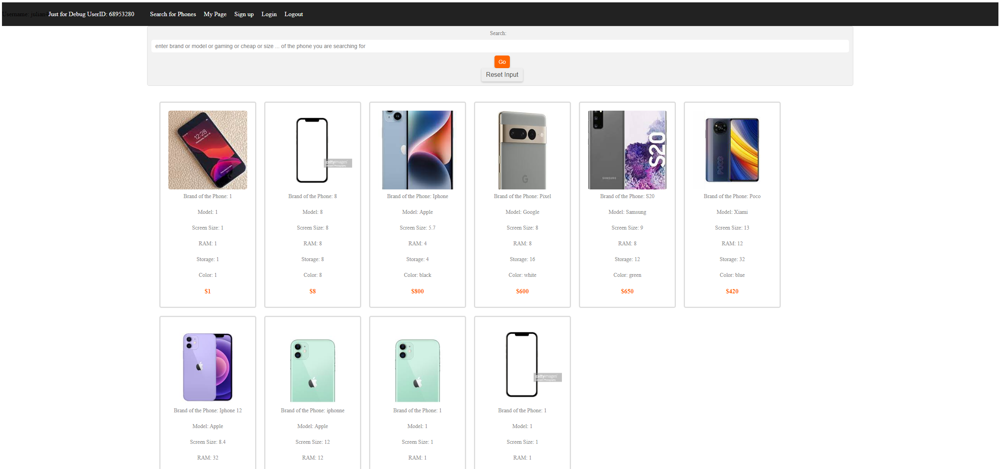 Username: julian4 Just for Debug UserID: 68953280 Search for Phones My Page Sign up Login Logout
Search:
enter brand or model or gaming or cheap or size ... of the phone you are searching for
Go
Reset Input
12:28
Brand of the Phone: 1
Model: 1
Screen Size: 1
RAM: 1
Storage: 1
Color: 1
$1
gettyimages
Brand of the Phone: 8
Model: 8
Screen Size: 8
RAM: 8
Storage: 8
Color: 8
$8
Brand of the Phone: Iphone
Model: Apple
Screen Size: 5.7
RAM: 4
Storage: 4
Color: black
$800
G
Brand of the Phone: Pixel
Model: Google
Screen Size: 8
RAM: 8
Storage: 16
Color: white
$600
SAMSUNG
S20
Brand of the Phone: S20
Model: Samsung
Screen Size: 9
RAM: 8
Storage: 12
Color: green
$650
POCO
Brand of the Phone: Poco
Model: Xiami
Screen Size: 13
RAM: 12
Storage: 32
Color: blue
$420
Brand of the Phone: Iphone 12
Model: Apple
Screen Size: 8.4
RAM: 32
Brand of the Phone: iphonne
Model: Apple
Screen Size: 12
RAM: 12
Brand of the Phone: 1
Model: 1
Screen Size: 1
RAM: 1
gettyimages
Brand of the Phone: 1
Model: 1
Screen Size: 1
RAM: 1